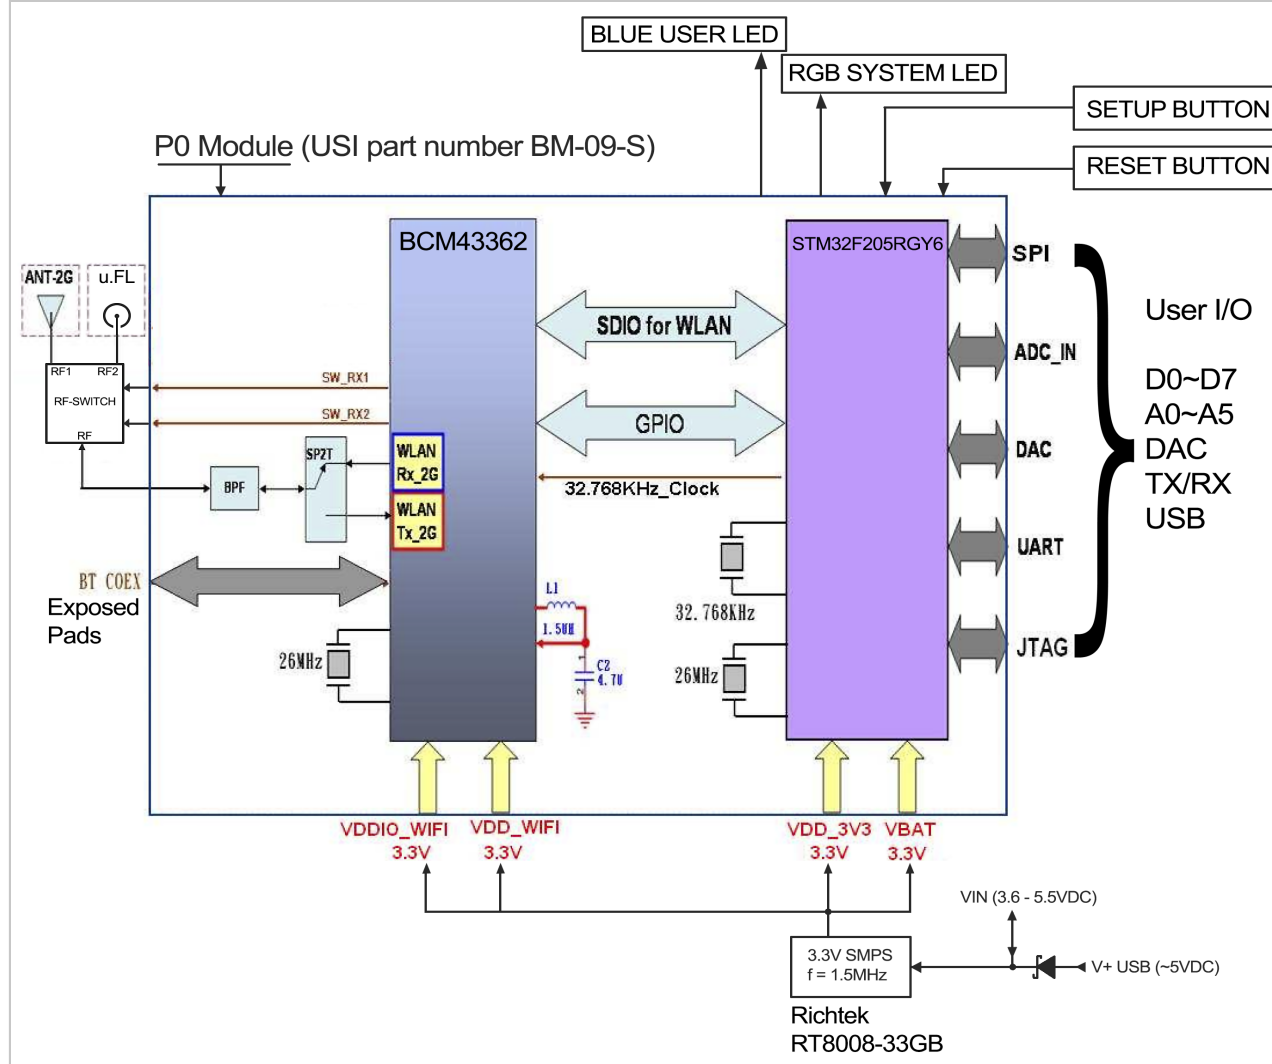 BLUE USER LED
RGB SYSTEM LED
SETUP BUTTON
P0 Module (USI part number BM-09-S)
RESET BUTTON
BCM43362
STM32F205RGY6
SPI
ANT-2G
u.FL
User I/O
SDIO for WLAN
ADC_IN
RF1
RF2
SW_RX1
D0~D7
RF-SWITCH
SW_RX2
A0~A5
RF
GPIO
DAC
DAC
SP2T
WLAN
Rx_2G
TX/RX
BPF
32.768KHz_Clock
USB
WLAN
Tx_2G
UART
BT COEX
Exposed
Pads
L1
1.5UH
32.768KHz
JTAG
26MHz
1
C2
4.7U
2
26MHz
VDDIO_WIFI
3.3V
VDD_WIFI
3.3V
VDD_3V3
3.3V
VBAT
3.3V
VIN (3.6 - 5.5VDC)
3.3V SMPS
f = 1.5MHz
V+ USB (~5VDC)
Richtek
RT8008-33GB